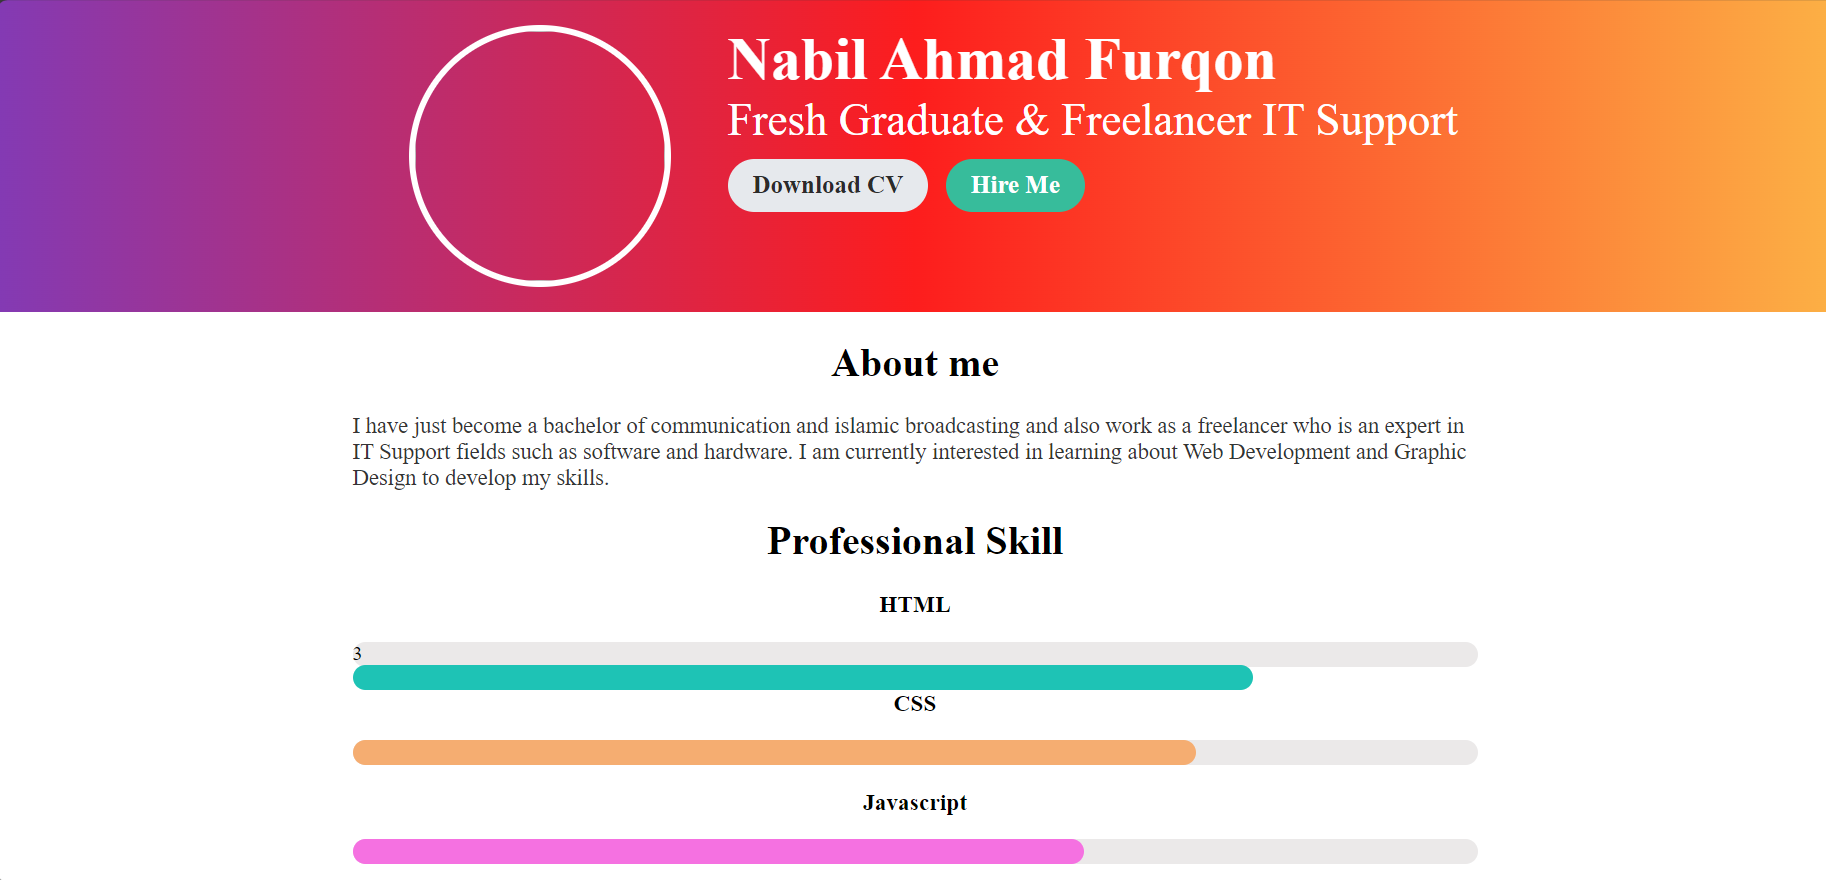 Nabil Ahmad Furqon
Fresh Graduate & Freelancer IT Support
Download CV
Hire Me
About me
I have just become a bachelor of communication and islamic broadcasting and also work as a freelancer who is an expert in
IT Support fields such as software and hardware. I am currently interested in learning about Web Development and Graphic
Design to develop my skills.
Professional Skill
HTML
3
CSS
Javascript